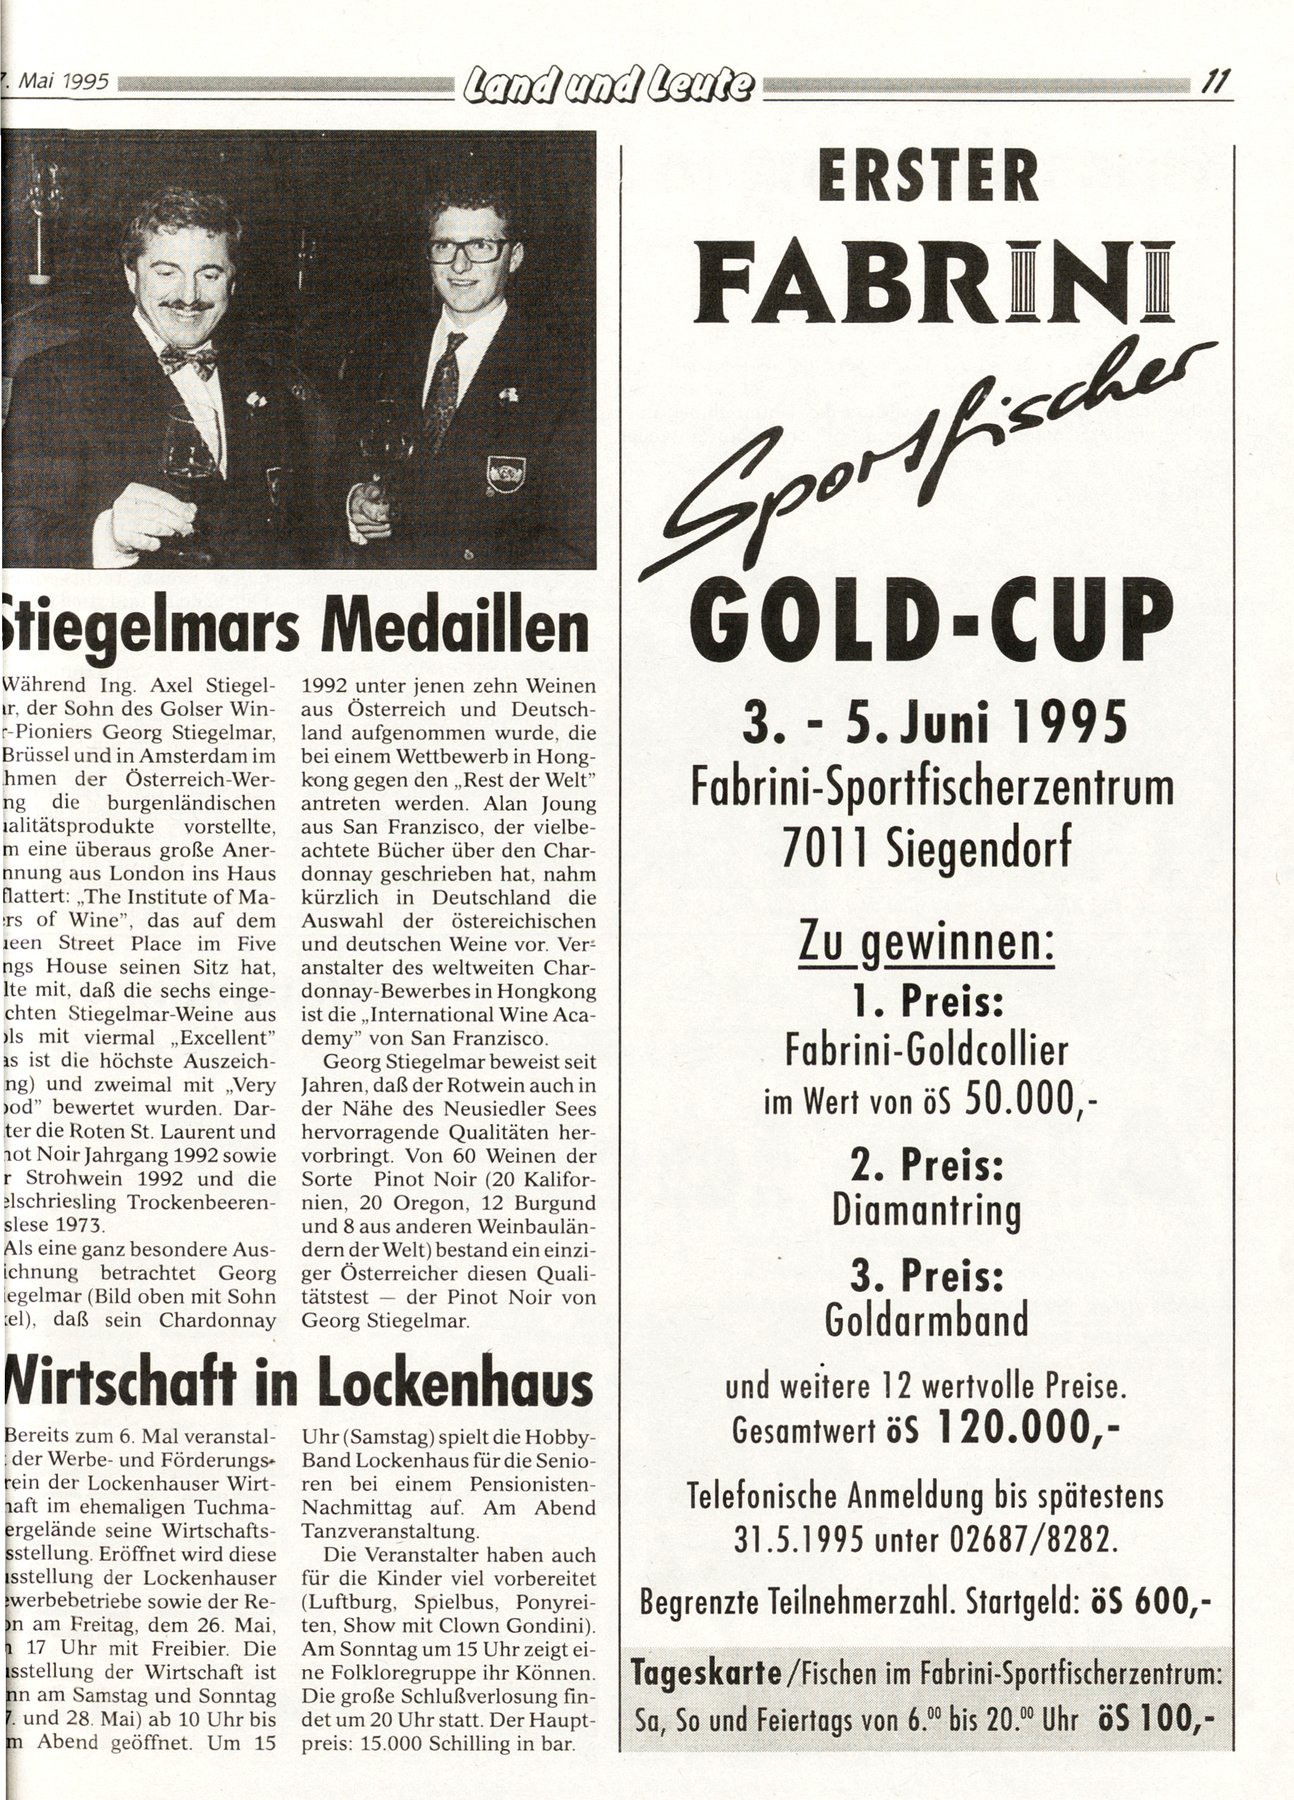 7. Mai 1995
Land und Leute
11
Stiegelmars Medaillen
Während Ing. Axel Stiegel-
, der Sohn des Golser Win-
-Pioniers Georg Stiegelmar,
Brüssel und in Amsterdam im
hmen der Österreich-Wer-
ng die burgenländischen
alitätsprodukte vorstellte,
m eine überaus große Aner-
nnung aus London ins Haus
flattert: „The Institute of Ma-
rs of Wine”, das auf dem
een Street Place im Five
ngs House seinen Sitz hat,
lte mit, daß die sechs einge-
chten Stiegelmar-Weine aus
ls mit viermal „Excellent”
as ist die höchste Auszeich-
ng) und zweimal mit „Very
od” bewertet wurden. Dar-
ter die Roten St. Laurent und
not Noir Jahrgang 1992 sowie
r Strohwein 1992 und die
elschriesling Trockenbeeren-
slese 1973.
Als eine ganz besondere Aus-
ichnung betrachtet Georg
iegelmar (Bild oben mit Sohn
el), daß sein Chardonnay
1992 unter jenen zehn Weinen
aus Österreich und Deutsch-
land aufgenommen wurde, die
bei einem Wettbewerb in Hong-
kong gegen den „Rest der Welt”
antreten werden. Alan Joung
aus San Franzisco, der vielbe-
achtete Bücher über den Char-
donnay geschrieben hat, nahm
kürzlich in Deutschland die
Auswahl der östereichischen
und deutschen Weine vor. Ver-
anstalter des weltweiten Char-
donnay-Bewerbes in Hongkong
ist die „International Wine Aca-
demy” von San Franzisco.
Georg Stiegelmar beweist seit
Jahren, daß der Rotwein auch in
der Nähe des Neusiedler Sees
hervorragende Qualitäten her-
vorbringt. Von 60 Weinen der
Sorte Pinot Noir (20 Kalifor-
nien, 20 Oregon, 12 Burgund
und 8 aus anderen Weinbaulän-
dern der Welt) bestand ein einzi-
ger Österreicher diesen Quali-
tätstest — der Pinot Noir von
Georg Stiegelmar.
Wirtschaft in Lockenhaus
Bereits zum 6. Mal veranstal-
der Werbe- und Förderungs-
rein der Lockenhauser Wirt-
haft im ehemaligen Tuchma-
ergelände seine Wirtschafts-
sstellung. Eröffnet wird diese
sstellung der Lockenhauser
ewerbebetriebe sowie der Re-
on am Freitag, dem 26. Mai,
17 Uhr mit Freibier. Die
sstellung der Wirtschaft ist
nn am Samstag und Sonntag
7. und 28. Mai) ab 10 Uhr bis
m Abend geöffnet. Um 15
Uhr (Samstag) spielt die Hobby-
Band Lockenhaus für die Senio-
ren bei einem Pensionisten-
Nachmittag auf. Am Abend
Tanzveranstaltung.
Die Veranstalter haben auch
für die Kinder viel vorbereitet
(Luftburg, Spielbus, Ponyrei-
ten, Show mit Clown Gondini).
Am Sonntag um 15 Uhr zeigt ei-
ne Folkloregruppe ihr Können.
Die große Schlußverlosung fin-
det um 20 Uhr statt. Der Haupt-
preis: 15.000 Schilling in bar.
ERSTER
FABRINI
Sportfischer
GOLD-CUP
3. - 5. Juni 1995
Fabrini-Sportfischerzentrum
7011 Siegendorf
Zu gewinnen:
1. Preis:
Fabrini-Goldcollier
im Wert von öS 50.000,-
2. Preis:
Diamantring
3. Preis:
Goldarmband
und weitere 12 wertvolle Preise.
Gesamtwert öS 120.000,-
Telefonische Anmeldung bis spätestens
31.5.1995 unter 02687/8282.
Begrenzte Teilnehmerzahl. Startgeld: öS 600,-
Tageskarte/Fischen im Fabrini-Sportfischerzentrum:
Sa, So und Feiertags von 6.00 bis 20.00 Uhr öS 100,-